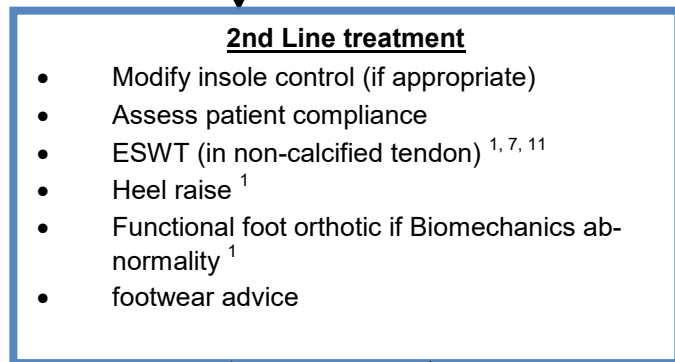 2nd Line treatment
• Modify insole control (if appropriate)
• Assess patient compliance
• ESWT (in non-calcified tendon) 1, 7, 11
• Heel raise 1
• Functional foot orthotic if Biomechanics ab-
normality 1
• footwear advice